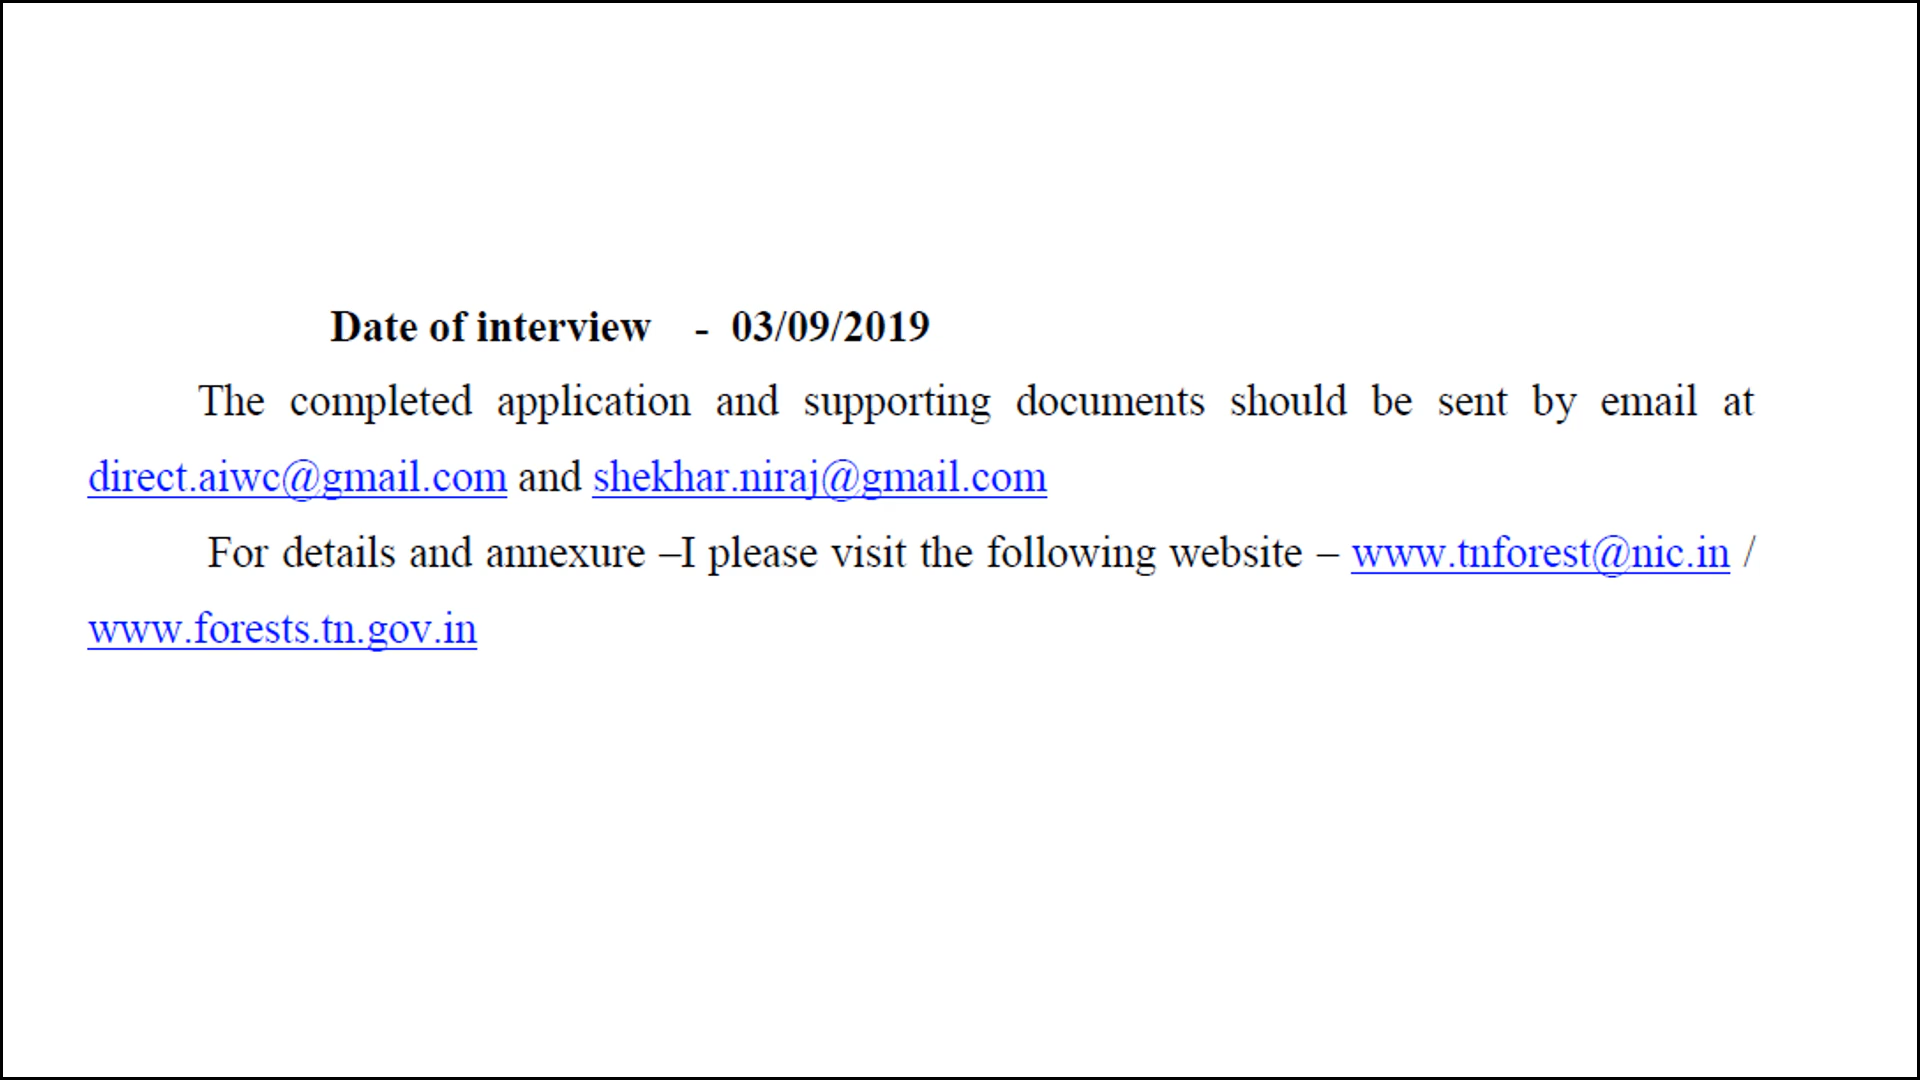 Date of interview - 03/09/2019
The completed application and supporting documents should be sent by email at
direct.aiwc@gmail.com and shekhar.niraj@gmail.com
For details and annexure –I please visit the following website – www.tnforest@nic.in /
www.forests.tn.gov.in